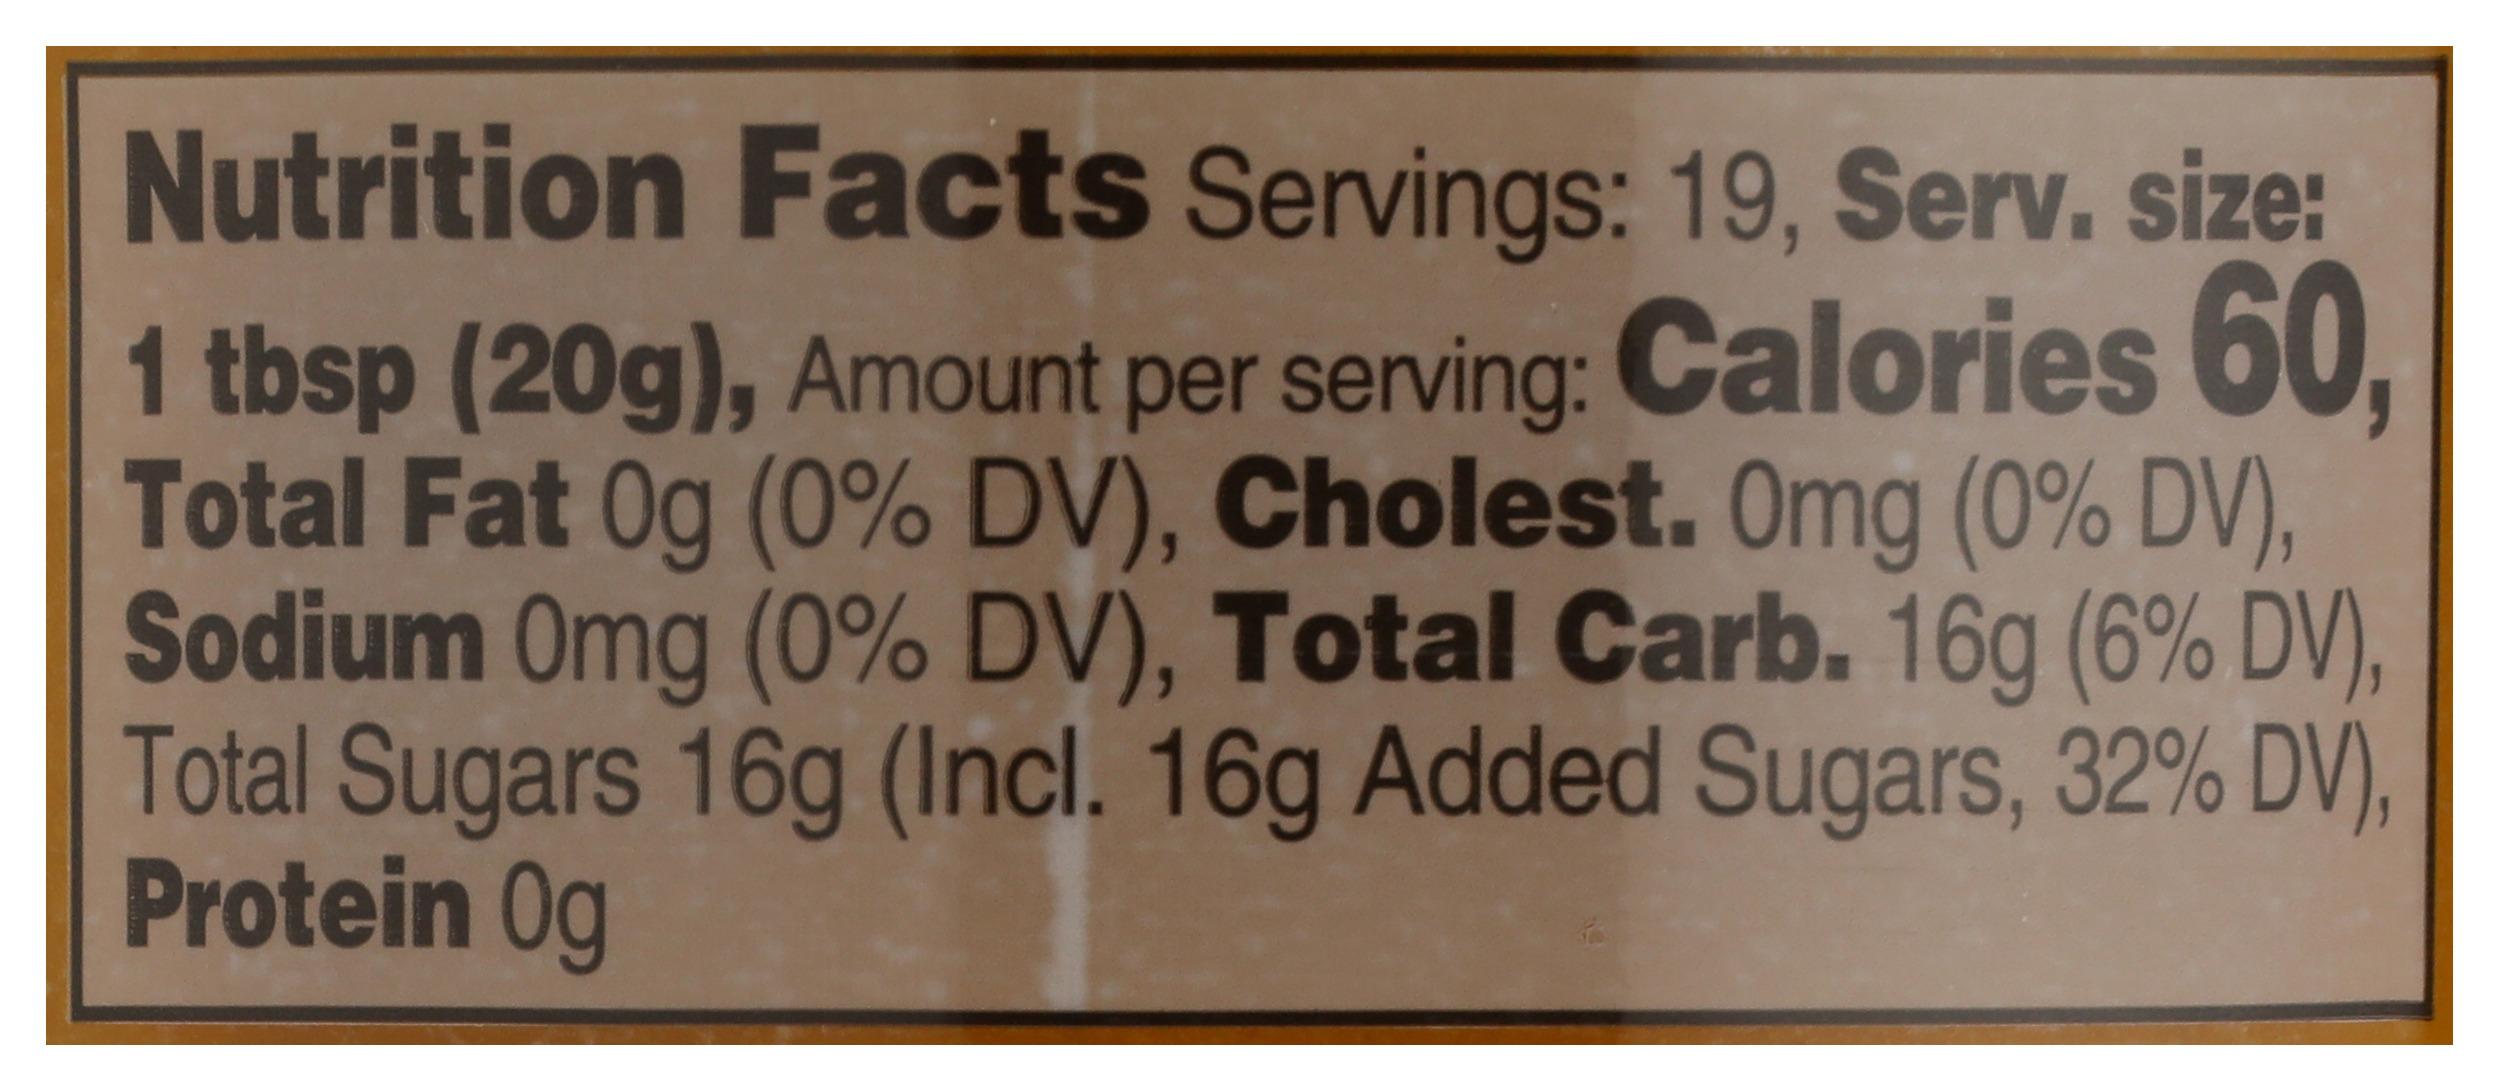 Nutrition Facts Servings: 19, Serv. size:
1 tbsp (20g), Amount per serving: Calories 60,
Total Fat 0g (0% DV), Cholest. 0mg (0% DV),
Sodium 0mg (0% DV), Total Carb. 16g (6% DV),
Total Sugars 16g (Incl. 16g Added Sugars, 32% DV),
Protein 0g